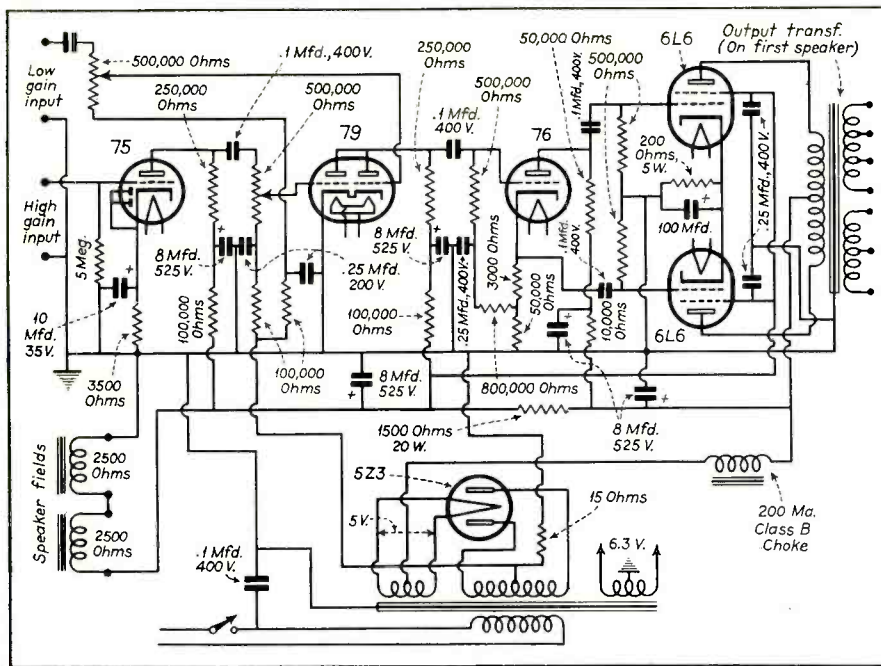 500,000 Ohms
.1 Mfd., 400 V.
250,000 Ohms
50,000 Ohms
6L6
Output transf.
(On first speaker)
Low gain input
250,000 Ohms
500,000 Ohms
500,000 Ohms
.1 Mfd., 400V.
500,000 Ohms
75
79
.1 Mfd. 400 V.
76
200 Ohms, 5 W.
High gain input
.25 Mfd., 400 V.
5 Meg.
8 Mfd. 525 V.
.25 Mfd. 200 V.
8 Mfd. 525 V.
.25 Mfd., 400 V.
3000 Ohms
.1 Mfd. 400 V.
100 Mfd.
10 Mfd. 35 V.
100,000 Ohms
100,000 Ohms
50,000 Ohms
10,000 Ohms
6L6
3500 Ohms
100,000 Ohms
8 Mfd. 525 V.
800,000 Ohms
1500 Ohms
20 W.
8 Mfd.
525 V.
Speaker fields
2500 Ohms
2500 Ohms
5Z3
5 V.
15 Ohms
200 Ma.
Class B
Choke
.1 Mfd.
400 V.
6.3 V.